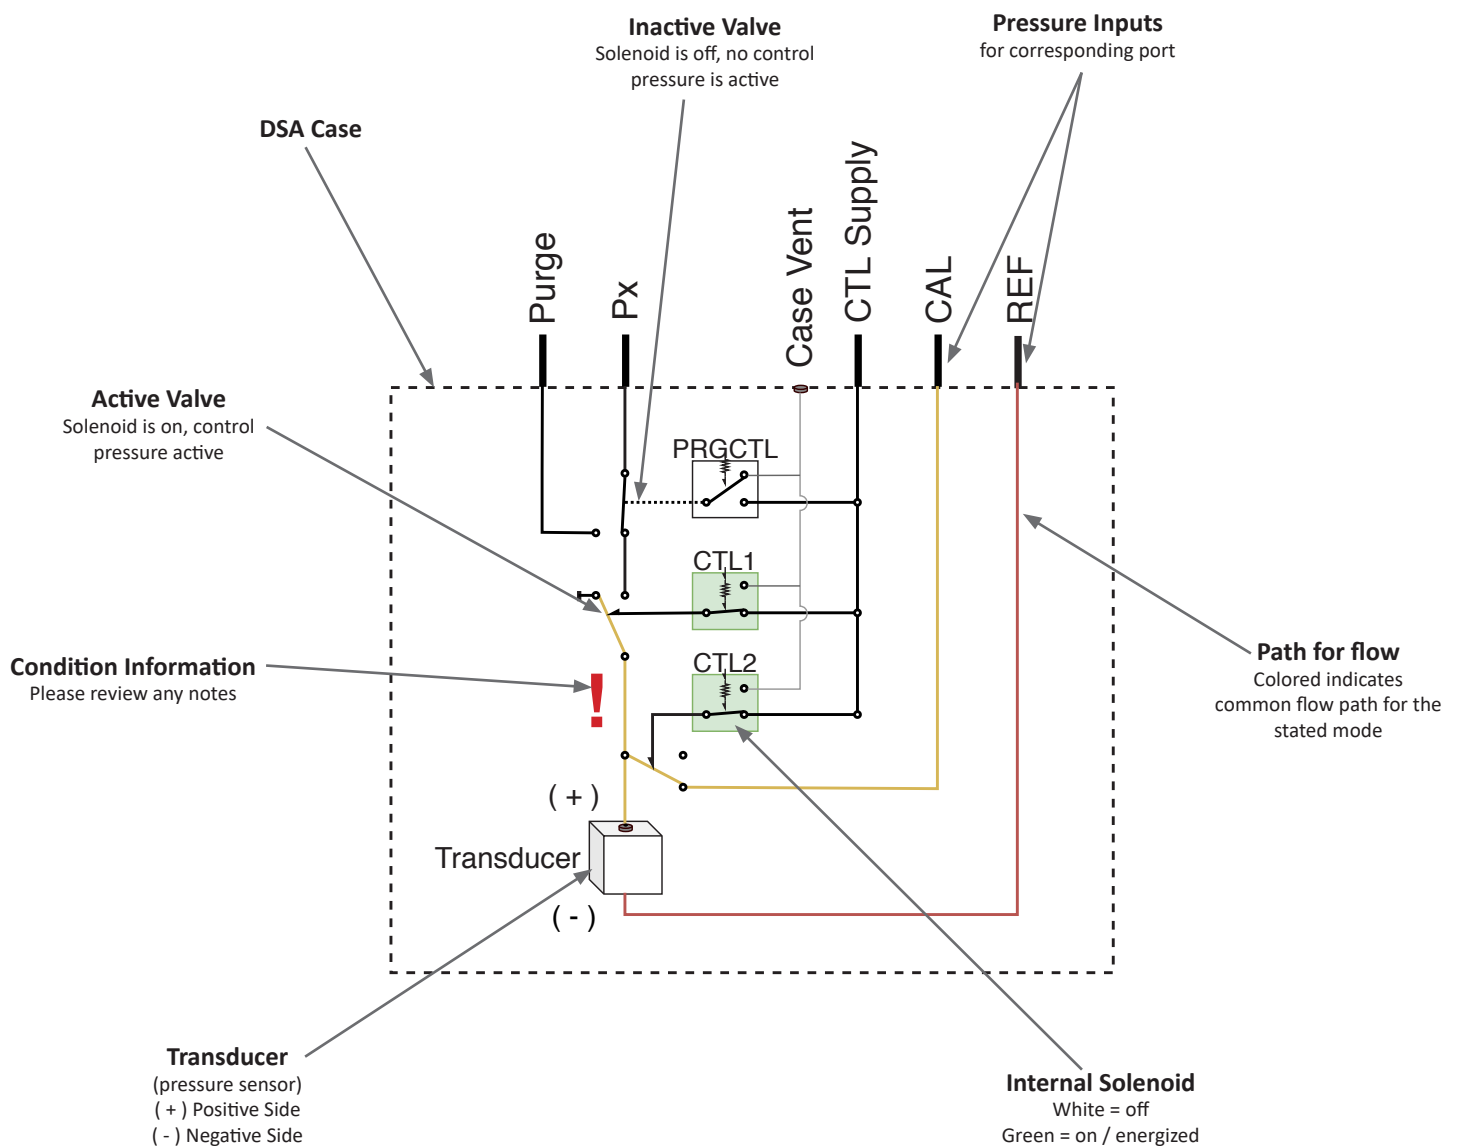 Inactive Valve
Solenoid is off, no control
pressure is active
Pressure Inputs
for corresponding port
DSA Case
Purge
Px
Case Vent
CTL Supply
CAL
REF
Active Valve
Solenoid is on, control
pressure active
PRGCTL
CTL1
CTL2
Condition Information
Please review any notes
!
Path for flow
Colored indicates
common flow path for the
stated mode
( + )
Transducer
( - )
Transducer
(pressure sensor)
( + ) Positive Side
( - ) Negative Side
Internal Solenoid
White = off
Green = on / energized